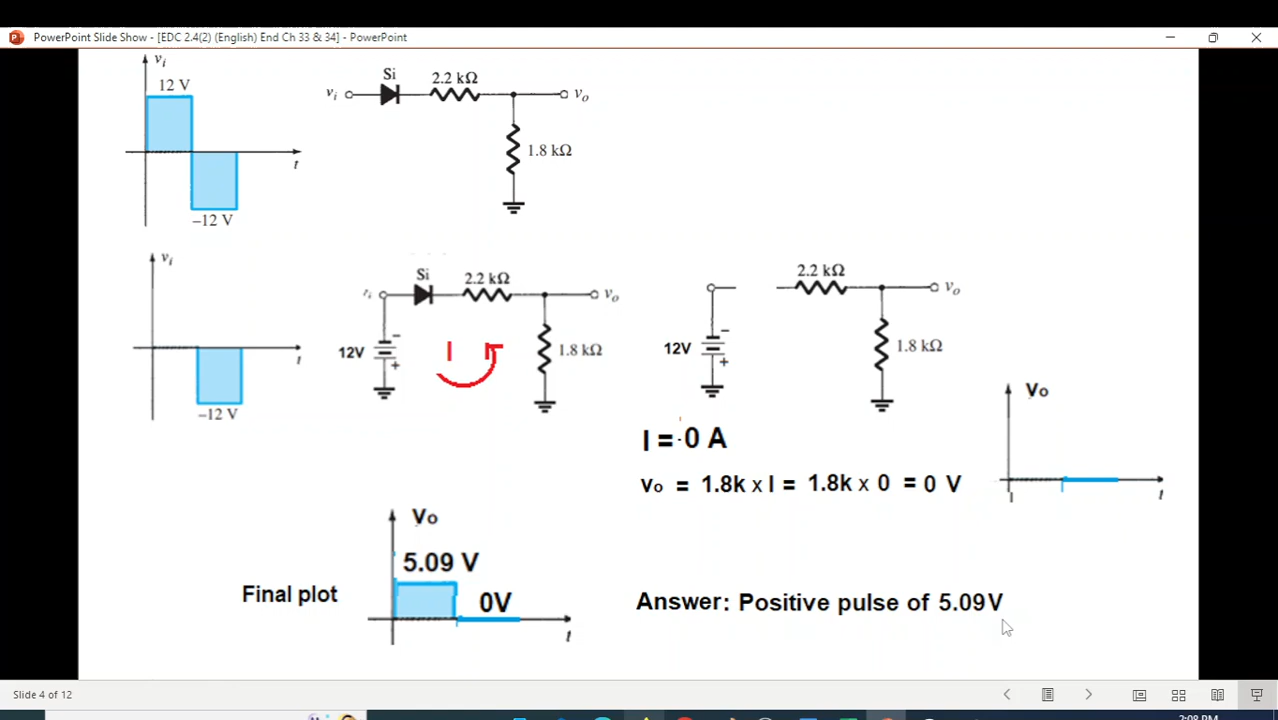 PowerPoint Slide Show - [EDC 2.4(2) (English) End Ch 33 & 34] - PowerPoint
vi
12 V
t
−12 V
Si
2.2 kΩ
vi
vo
1.8 kΩ
vi
t
−12 V
Si
2.2 kΩ
vo
12V
−
+
I
1.8 kΩ
2.2 kΩ
vo
12V
−
+
1.8 kΩ
I = 0 A
Vo = 1.8k x I = 1.8k x 0 = 0 V
Vo
t
Final plot
Vo
5.09 V
0V
t
Answer: Positive pulse of 5.09V
Slide 4 of 12